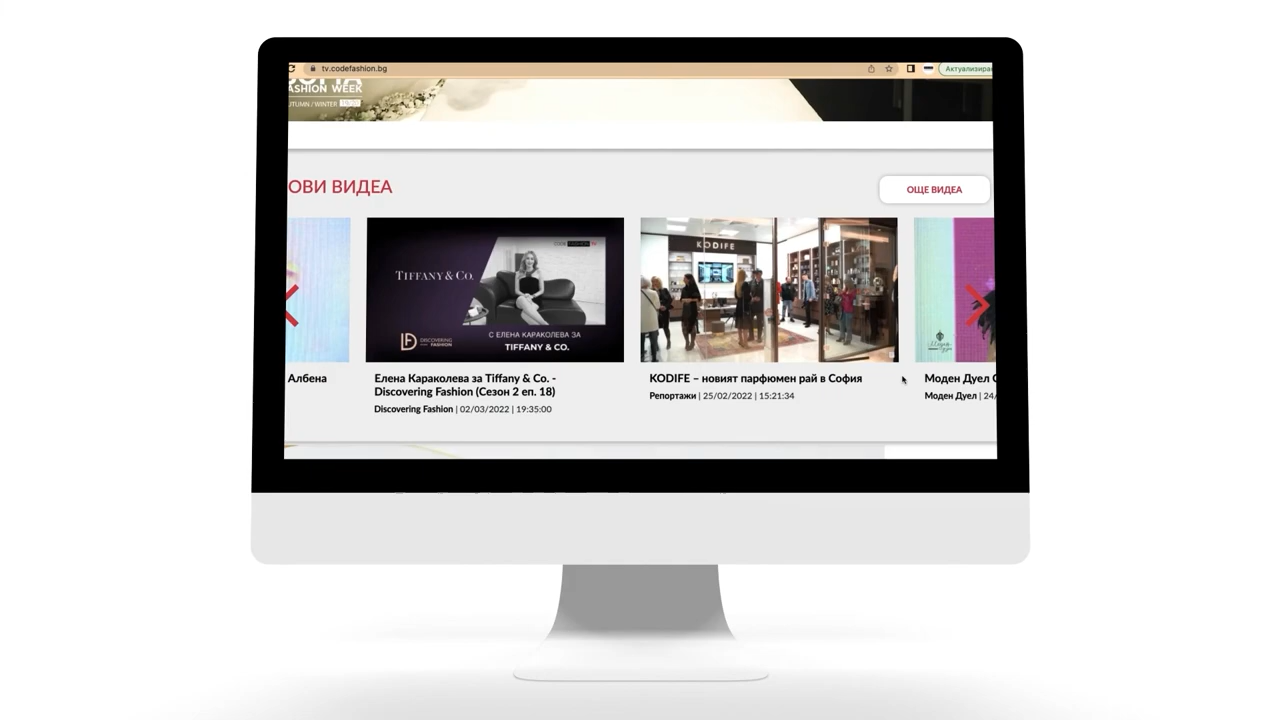 tv.codefashion.bg
ASHION WEEK
AUTUMN / WINTER
ОВИ ВИДЕА
ОЩЕ ВИДЕА
TIFFANY & CO.
С ЕЛЕНА КАРАКОЛЕВА ЗА
TIFFANY & CO.
DISCOVERING
FASHION
KODIFE
Албена
Елена Караколева за Tiffany & Co. -
Discovering Fashion (Сезон 2 еп. 18)
Discovering Fashion | 02/03/2022 | 19:35:00
KODIFE – новият парфюмен рай в София
Репортажи | 25/02/2022 | 15:21:34
Моден Дуел
Моден Дуел | 24/